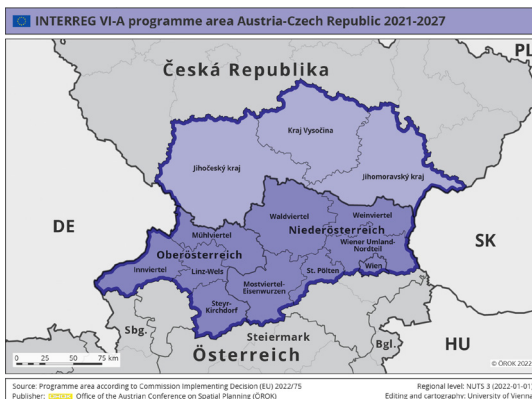 INTERREG VI-A programme area Austria-Czech Republic 2021-2027
PL
Česká Republika
Kraj Vysočina
Jihočeský kraj
Jihomoravský kraj
DE
Waldviertel
Weinviertel
Mühlviertel
Niederösterreich
SK
Oberösterreich
Wiener Umland-
Nordteil
Innviertel
Linz-Wels
St. Pölten
Wien
Mostviertel-
Eisenwurzen
Steyr-
Kirchdorf
Sbg.
Steiermark
Österreich
Bgl.
HU
0 25 50 75 km
© ÖROK 2022
Source: Programme area according to Commission Implementing Decision (EU) 2022/75
Regional level: NUTS 3 (2022-01-01)
Publisher: Office of the Austrian Conference on Spatial Planning (ÖROK)
Editing and cartography: University of Vienna